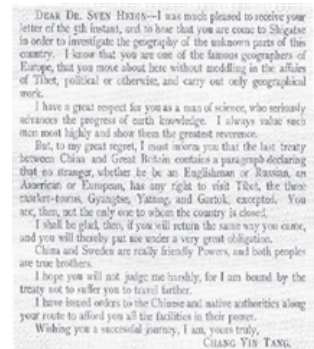 DEAR DR. SVEN HEDIN—I was much pleased to receive your
letter of the 5th instant, and to hear that you are come to Shigatse
in order to investigate the geography of the unknown parts of this
country. I know that you are one of the famous geographers of
Europe, that you move about here without meddling in the affairs
of Tibet, political or otherwise, and carry out only geographical
work.
I have a great respect for you as a man of science, who seriously
advances the progress of earth knowledge. I always value such
men most highly and show them the greatest reverence.
But, to my great regret, I must inform you that the last treaty
between China and Great Britain contains a paragraph declaring
that no stranger, whether he be an Englishman or Russian, an
American or European, has any right to visit Tibet, the three
market-towns, Gyangtse, Yatung, and Gartok, excepted. You
are, then, not the only one to whom the country is closed.
I shall be glad, then, if you will return the same way you came,
and you will thereby put me under a very great obligation.
China and Sweden are really friendly Powers, and both peoples
are true brothers.
I hope you will not judge me harshly, for I am bound by the
treaty not to suffer you to travel farther.
I have issued orders to the Chinese and native authorities along
your route to afford you all the facilities in their power.
Wishing you a successful journey, I am, yours truly,
CHANG YIN TANG.